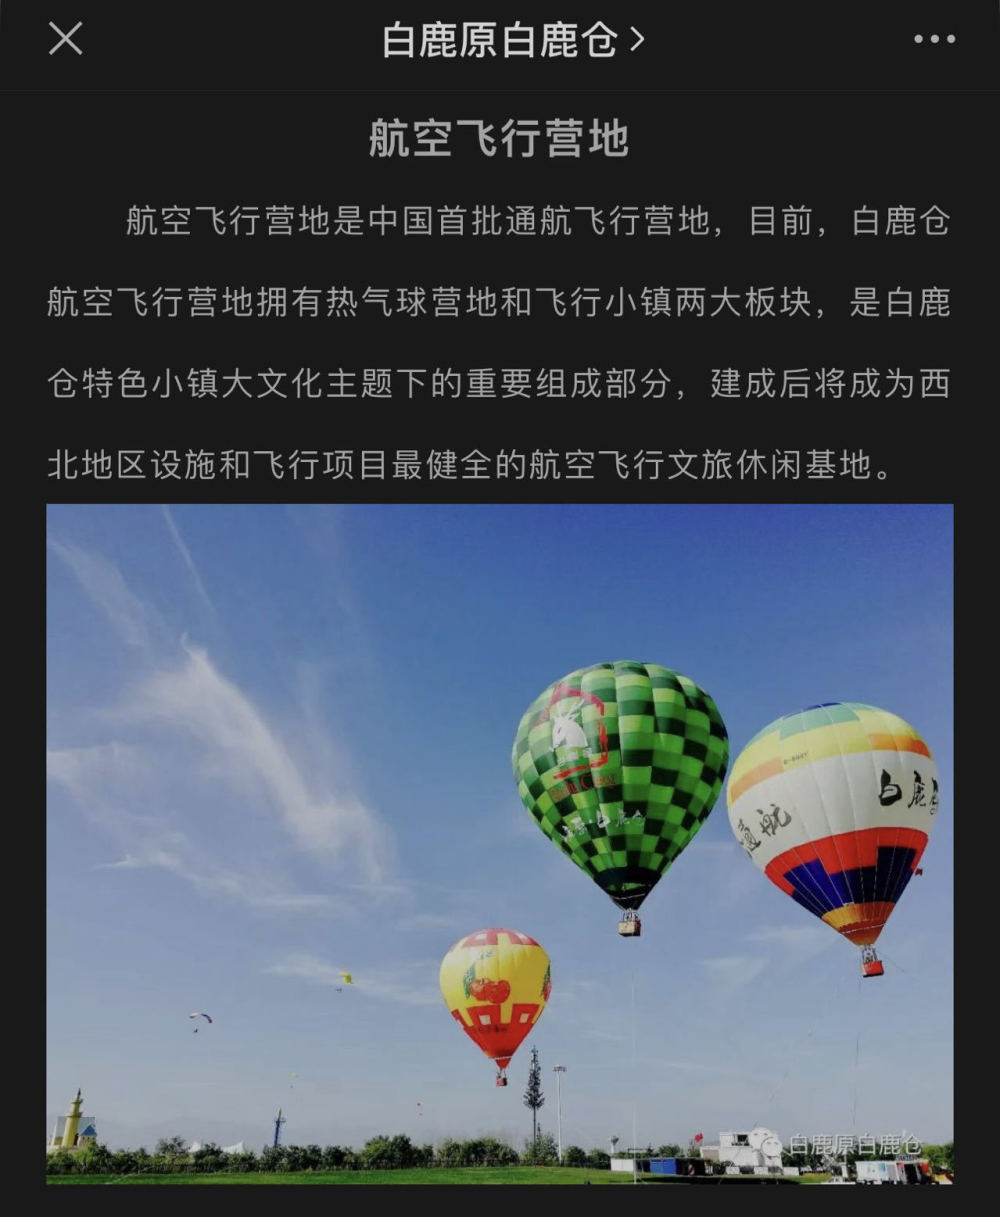 白鹿原白鹿仓
航空飞行营地
航空飞行营地是中国首批通航飞行营地，目前，白鹿仓
航空飞行营地拥有热气球营地和飞行小镇两大板块，是白鹿
仓特色小镇大文化主题下的重要组成部分，建成后将成为西
北地区设施和飞行项目最健全的航空飞行文旅休闲基地。
白鹿
通航
白鹿原白鹿仓